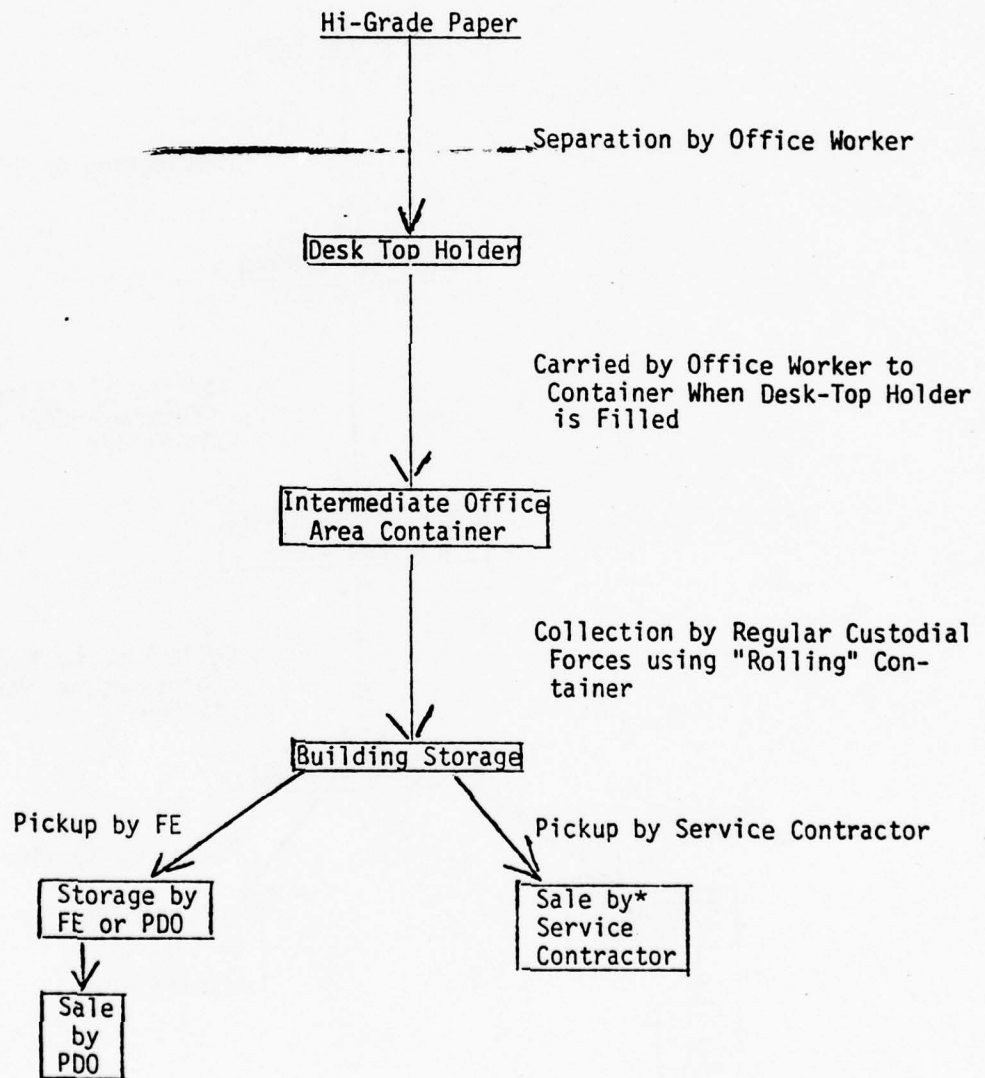 Hi-Grade Paper
Separation by Office Worker
Desk Top Holder
Carried by Office Worker to
Container When Desk-Top Holder
is Filled
Intermediate Office
Area Container
Collection by Regular Custodial
Forces using "Rolling" Con-
tainer
Building Storage
Pickup by FE
Pickup by Service Contractor
Storage by
FE or PDO
Sale by*
Service
Contractor
Sale
by
PDO